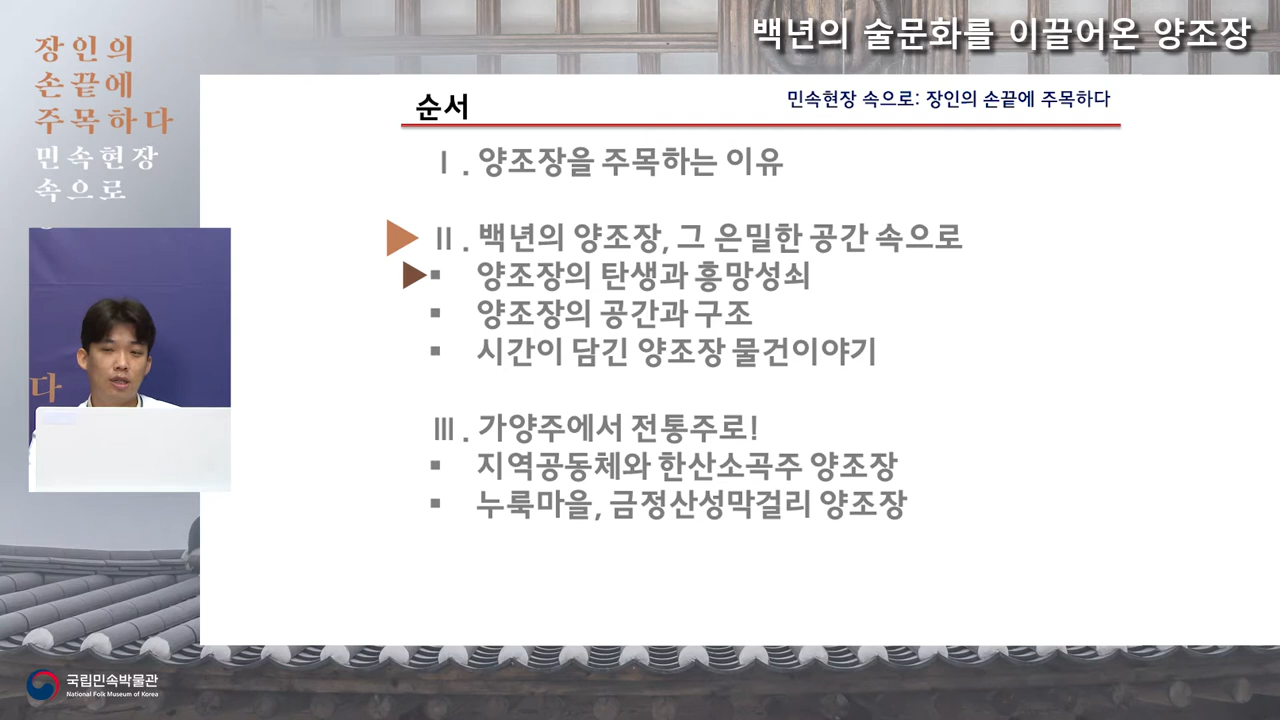 백년의 술문화를 이끌어온 양조장
장인의
손끝에
주목하다
민속현장
속으로
다
순서
민속현장 속으로: 장인의 손끝에 주목하다
Ⅰ. 양조장을 주목하는 이유
Ⅱ. 백년의 양조장, 그 은밀한 공간 속으로
▪ 양조장의 탄생과 흥망성쇠
▪ 양조장의 공간과 구조
▪ 시간이 담긴 양조장 물건이야기
Ⅲ. 가양주에서 전통주로!
▪ 지역공동체와 한산소곡주 양조장
▪ 누룩마을, 금정산성막걸리 양조장
국립민속박물관
National Folk Museum of Korea